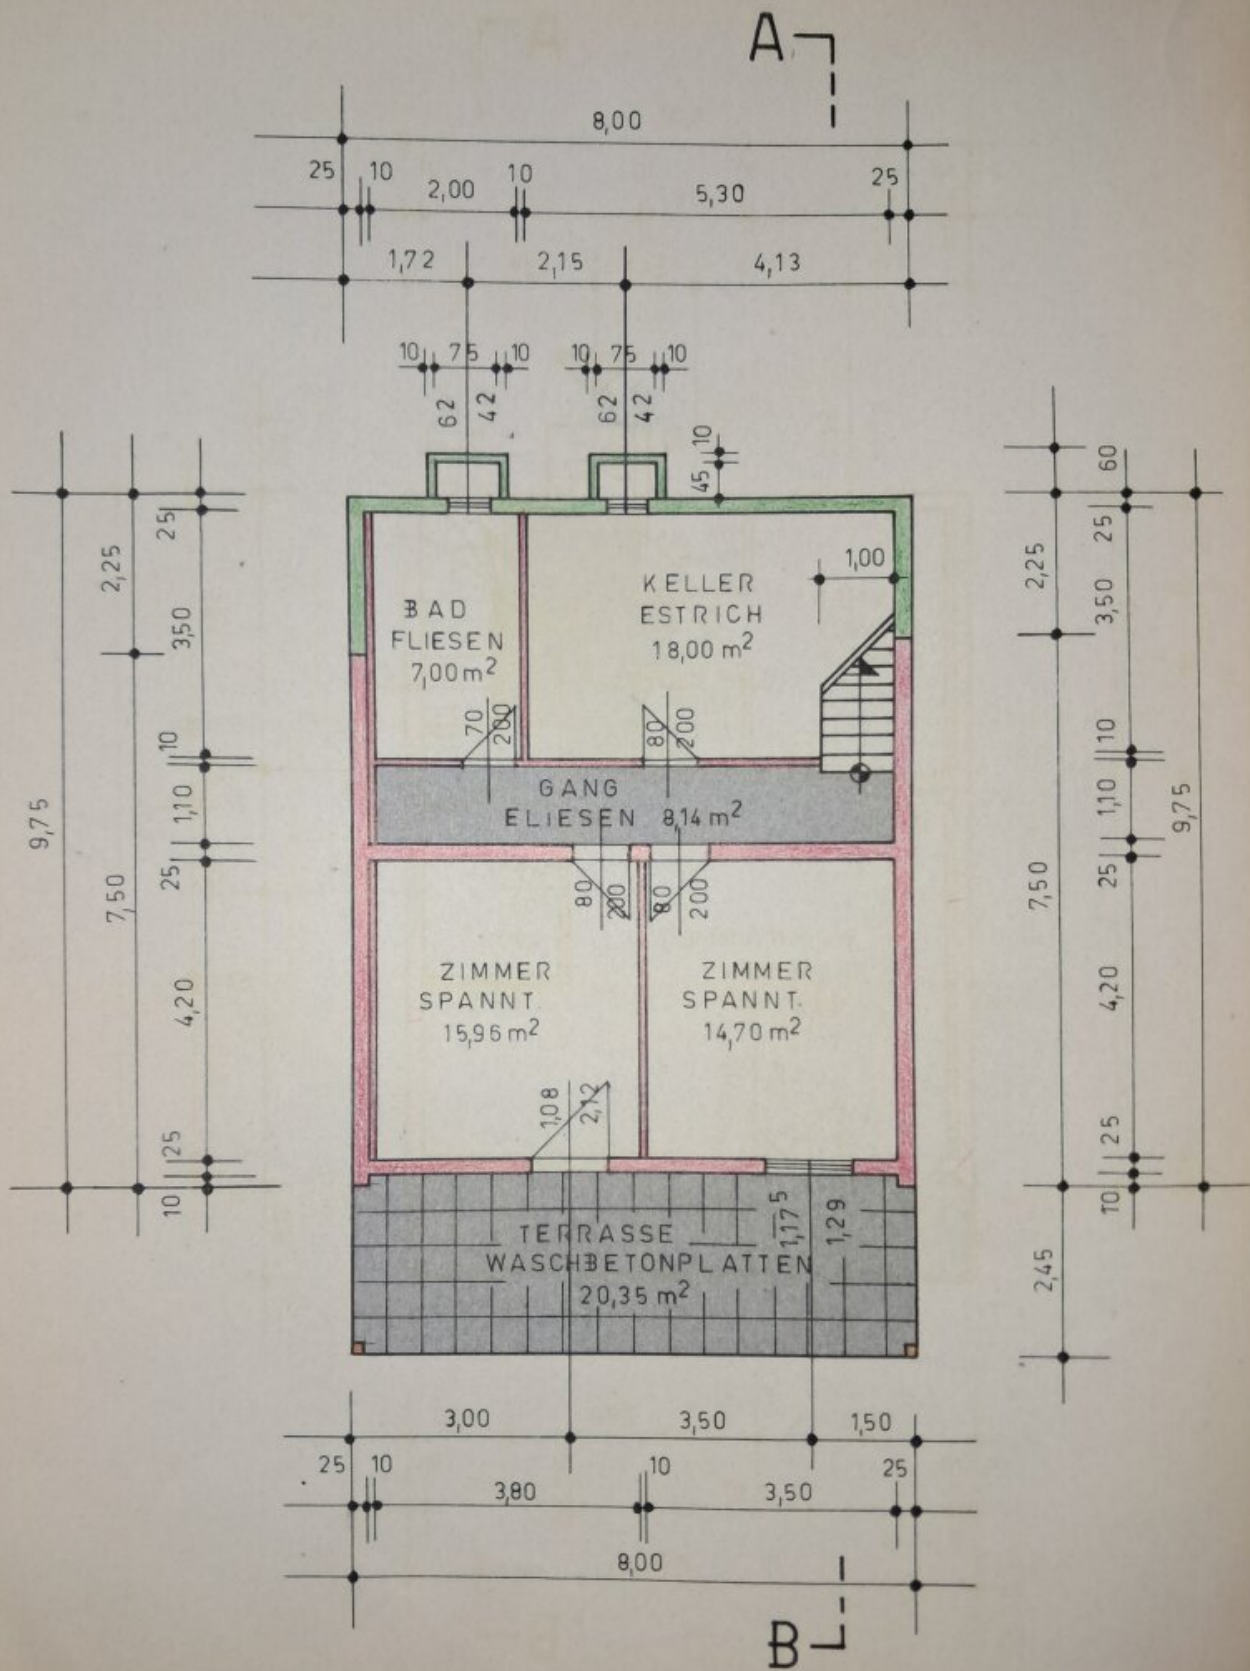 A
8,00
25 10 2,00 10 5,30 25
1,72 2,15 4,13
10 75 10 10 75 10
62 42 62 42
10
45
60
25
2,25
3,50
10
1,10
9,75
25
7,50
4,20
25
10
25
2,25
3,50
10
1,10
9,75
25
7,50
4,20
25
10
2,45
1,00
KELLER
ESTRICH
18,00 m²
BAD
FLIESEN
7,00 m²
70
200
80
200
GANG
ELIESEN 8,14 m²
80
200
80
200
ZIMMER
SPANNT.
15,96 m²
ZIMMER
SPANNT.
14,70 m²
1,08
2,12
1,17⁵
1,29
TERRASSE
WASCHBETONPLATTEN
20,35 m²
3,00 3,50 1,50
25 10 3,80 10 3,50 25
8,00
B